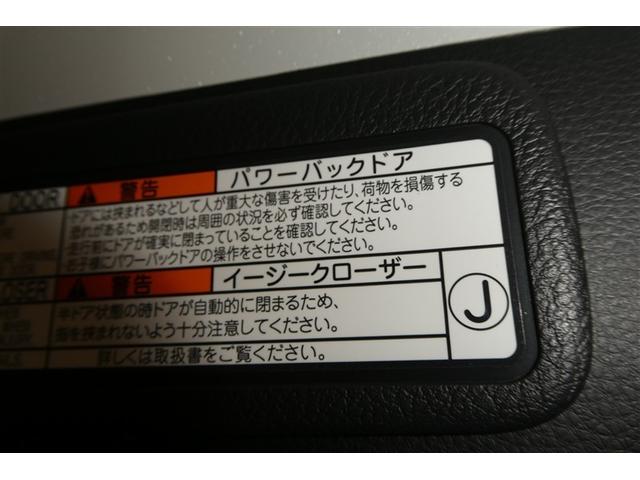 DOOR 警告 パワーバックドア
ドアには挟まれるなどして人が重大な傷害を受けたり、荷物を損傷する
恐れがあるため開閉時は周囲の状況を必ず確認してください。
走行前にドアが確実に閉まっていることを確認してください。
お子様にパワーバックドアの操作をさせないでください。
警告 イージークローザー
半ドア状態の時ドアが自動的に閉まるため、
指を挟まれないよう十分注意してください。
J
詳しくは取扱書をご覧ください。